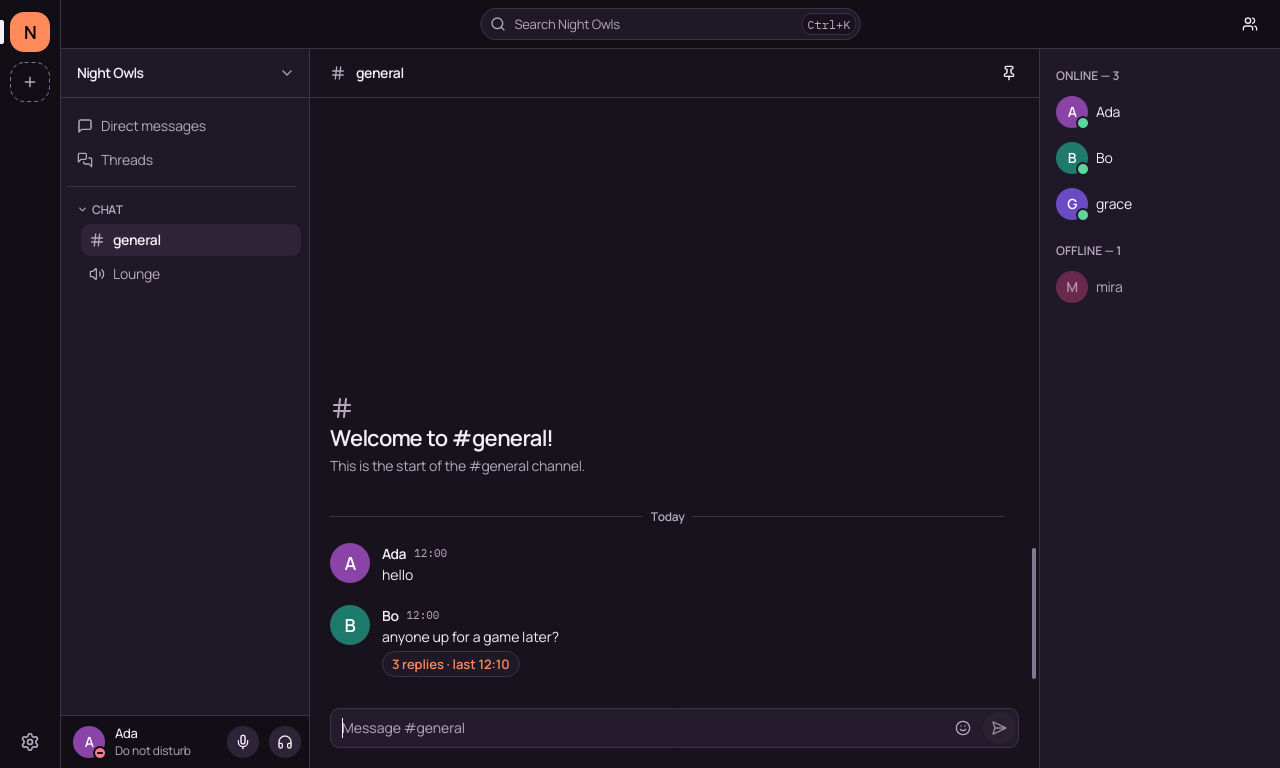 N
Search Night Owls
Ctrl+K
Night Owls
Direct messages
Threads
CHAT
general
Lounge
A
Ada
Do not disturb
general
Welcome to #general!
This is the start of the #general channel.
Today
A
Ada 12:00
hello
B
Bo 12:00
anyone up for a game later?
3 replies · last 12:10
Message #general
ONLINE — 3
A
Ada
B
Bo
G
grace
OFFLINE — 1
M
mira